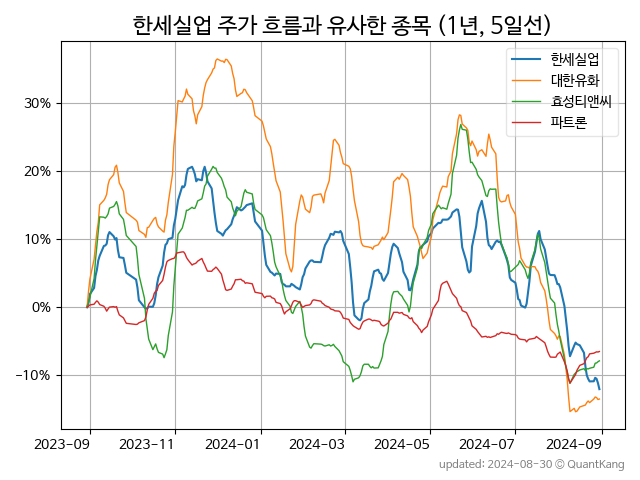 한세실업 주가 흐름과 유사한 종목 (1년, 5일선)
한세실업
대한유화
효성티앤씨
파트론
30%
20%
10%
0%
−10%
2023-09 2023-11 2024-01 2024-03 2024-05 2024-07 2024-09
updated: 2024-08-30 © QuantKang